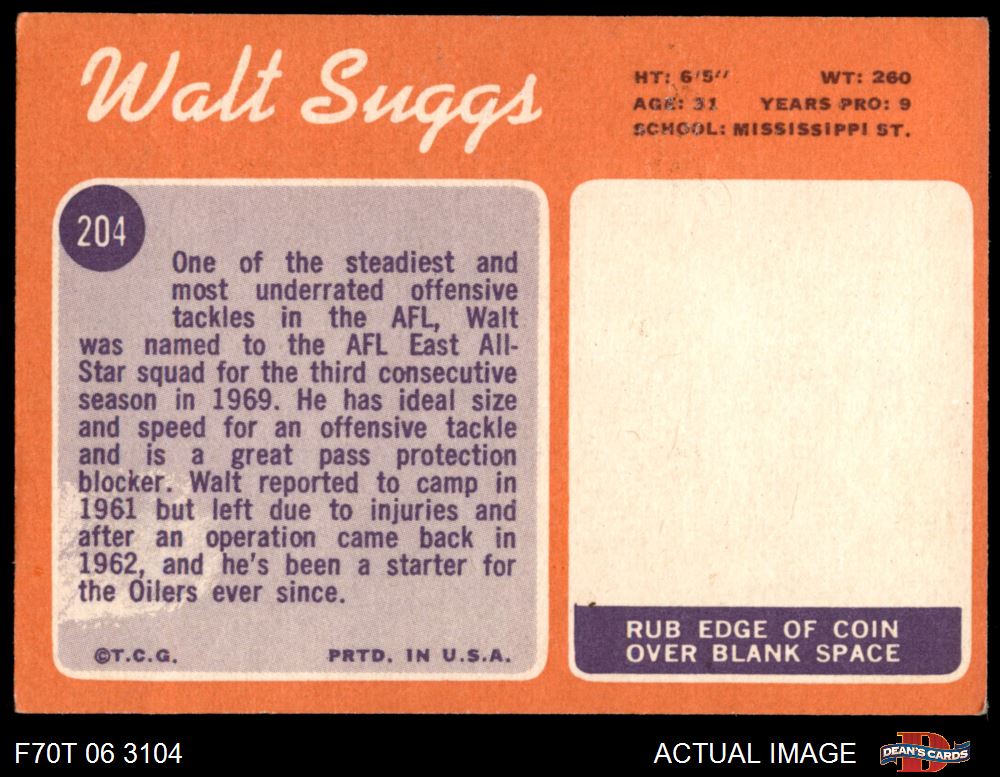 Walt Suggs
HT: 6'5" WT: 260
AGE: 31 YEARS PRO: 9
SCHOOL: MISSISSIPPI ST.
204
One of the steadiest and
most underrated offensive
tackles in the AFL, Walt
was named to the AFL East All-
Star squad for the third consecutive
season in 1969. He has ideal size
and speed for an offensive tackle
and is a great pass protection
blocker. Walt reported to camp in
1961 but left due to injuries and
after an operation came back in
1962, and he's been a starter for
the Oilers ever since.
©T.C.G. PRTD. IN U.S.A.
RUB EDGE OF COIN
OVER BLANK SPACE
F70T 06 3104
ACTUAL IMAGE
D
DEAN'S CARDS